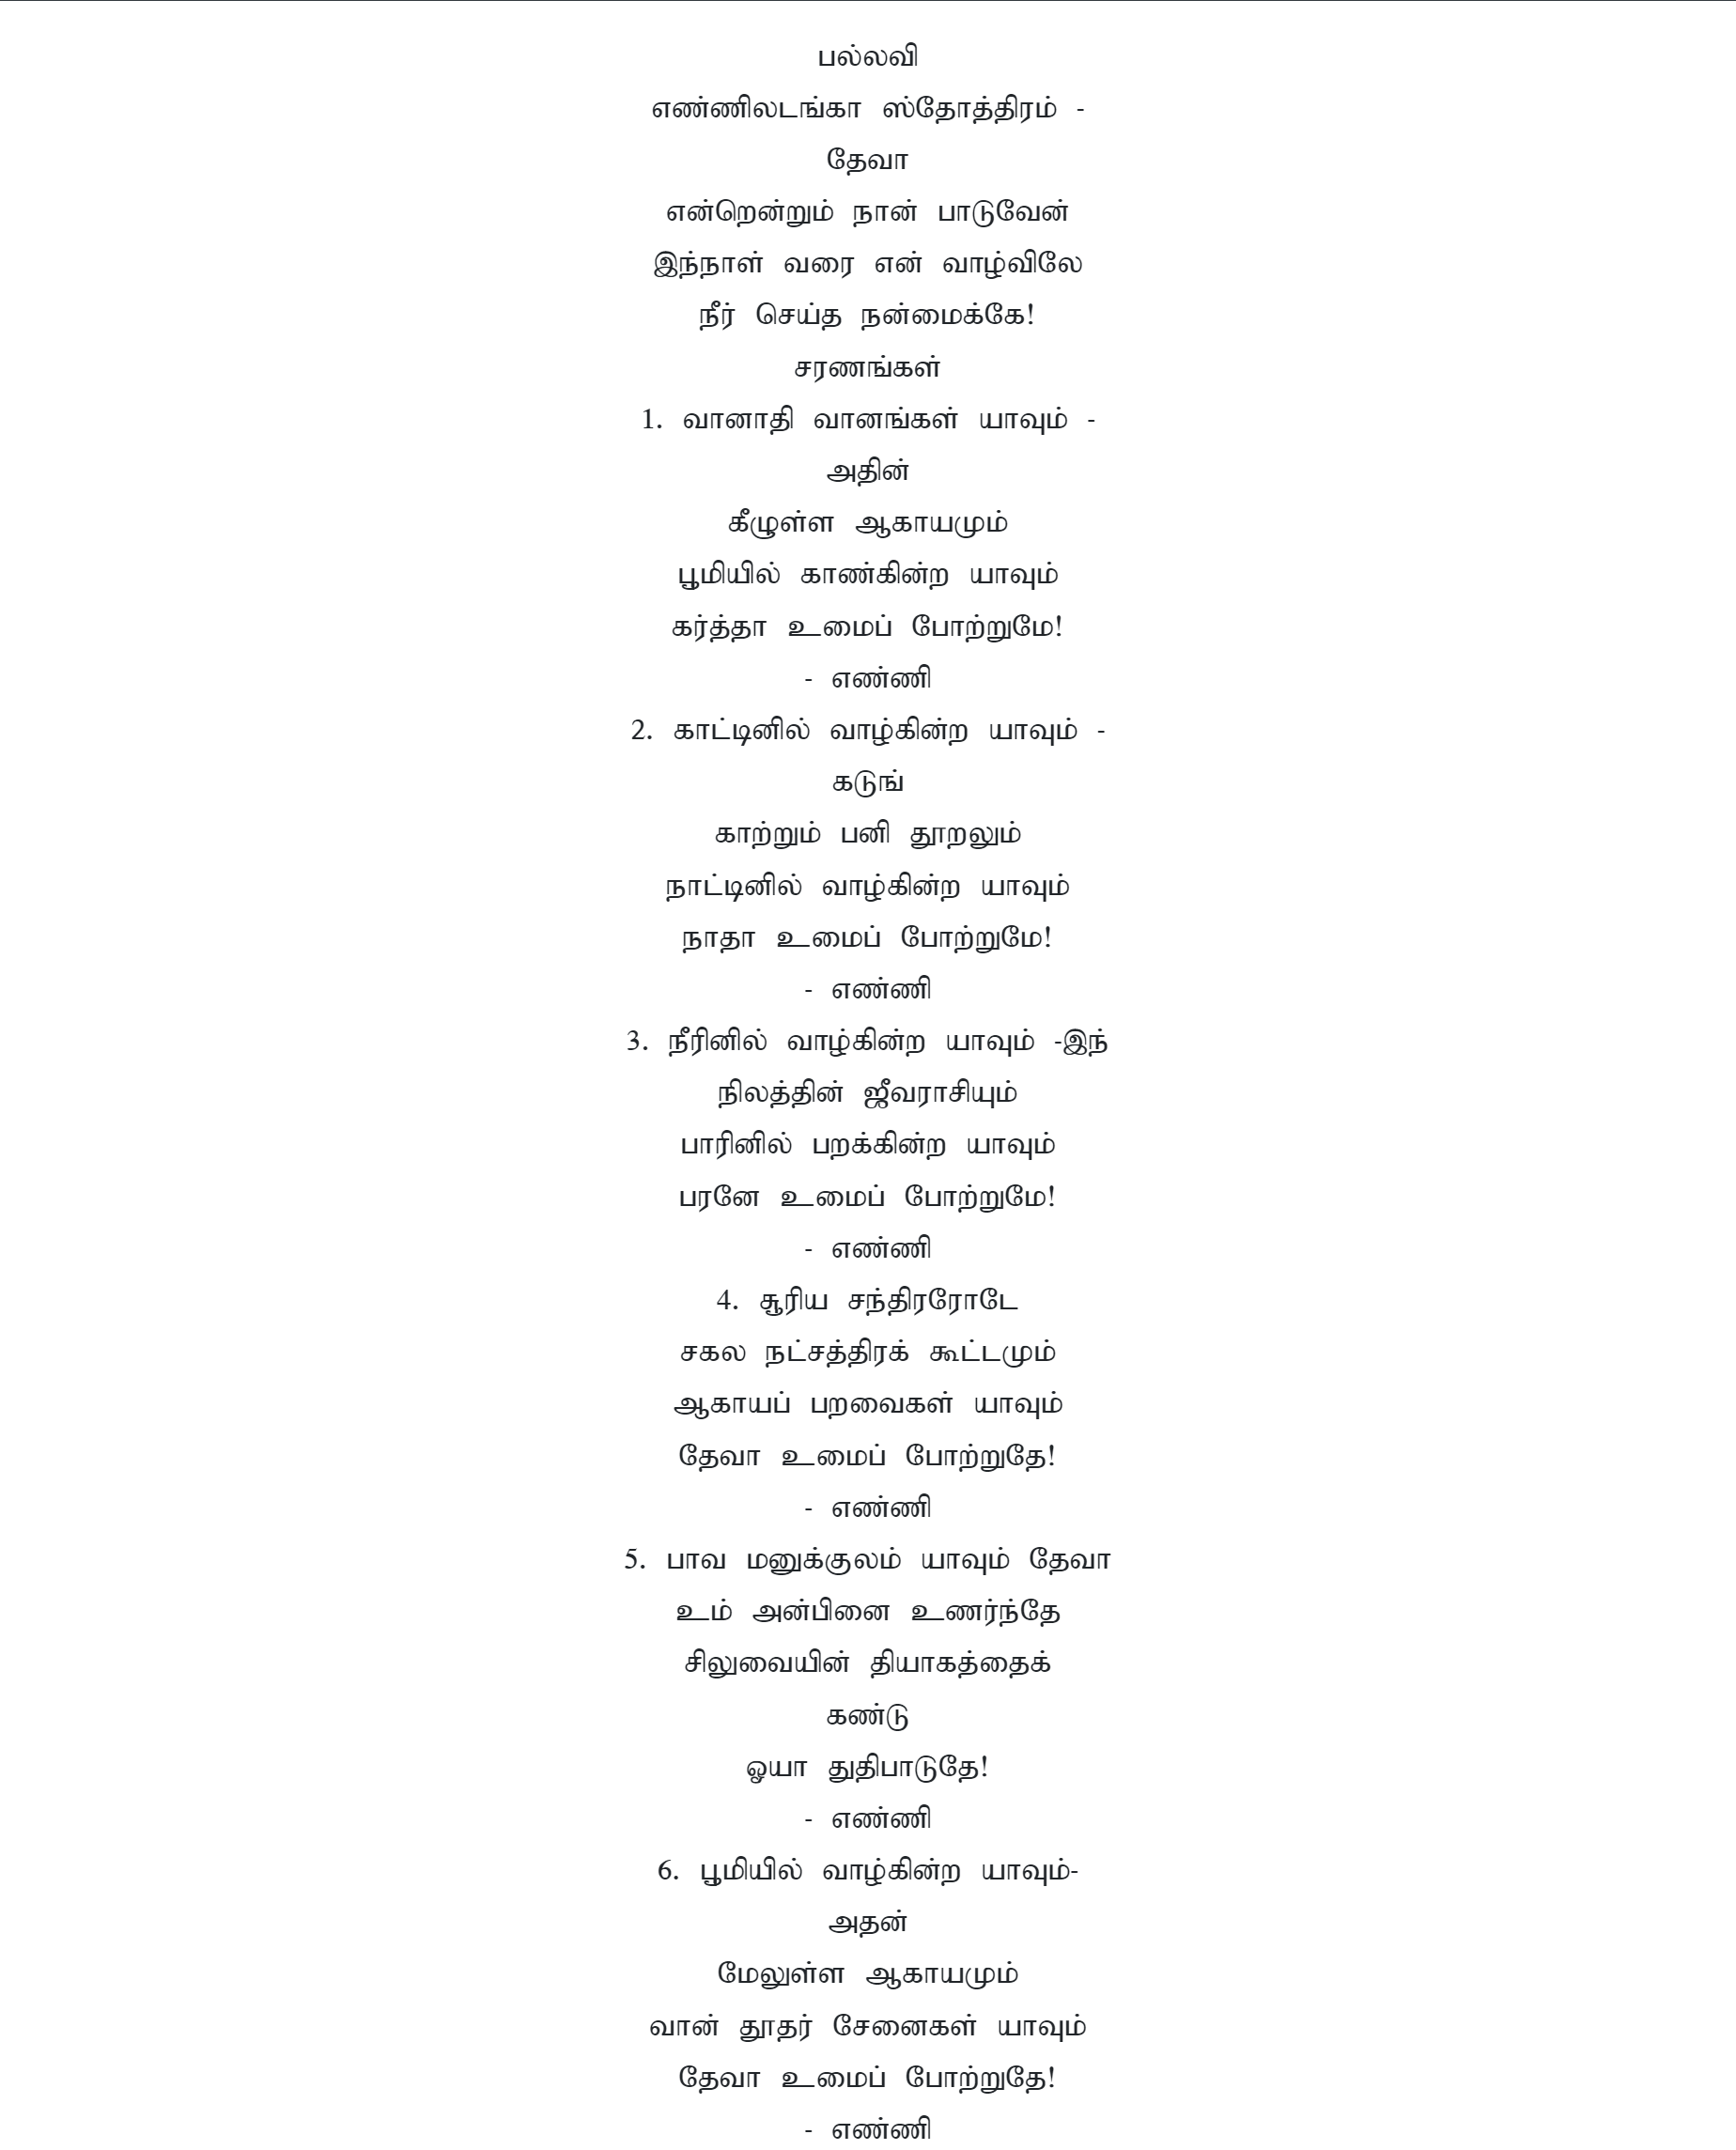 பல்லவி
எண்ணிலடங்கா ஸ்தோத்திரம் -
தேவா
என்றென்றும் நான் பாடுவேன்
இந்நாள் வரை என் வாழ்விலே
நீர் செய்த நன்மைக்கே!
சரணங்கள்
1. வானாதி வானங்கள் யாவும் -
அதின்
கீழுள்ள ஆகாயமும்
பூமியில் காண்கின்ற யாவும்
கர்த்தா உமைப் போற்றுமே!
- எண்ணி
2. காட்டினில் வாழ்கின்ற யாவும் -
கடுங்
காற்றும் பனி தூறலும்
நாட்டினில் வாழ்கின்ற யாவும்
நாதா உமைப் போற்றுமே!
- எண்ணி
3. நீரினில் வாழ்கின்ற யாவும் -இந்
நிலத்தின் ஜீவராசியும்
பாரினில் பறக்கின்ற யாவும்
பரனே உமைப் போற்றுமே!
- எண்ணி
4. சூரிய சந்திரரோடே
சகல நட்சத்திரக் கூட்டமும்
ஆகாயப் பறவைகள் யாவும்
தேவா உமைப் போற்றுதே!
- எண்ணி
5. பாவ மனுக்குலம் யாவும் தேவா
உம் அன்பினை உணர்ந்தே
சிலுவையின் தியாகத்தைக்
கண்டு
ஓயா துதிபாடுதே!
- எண்ணி
6. பூமியில் வாழ்கின்ற யாவும்-
அதன்
மேலுள்ள ஆகாயமும்
வான் தூதர் சேனைகள் யாவும்
தேவா உமைப் போற்றுதே!
- எண்ணி